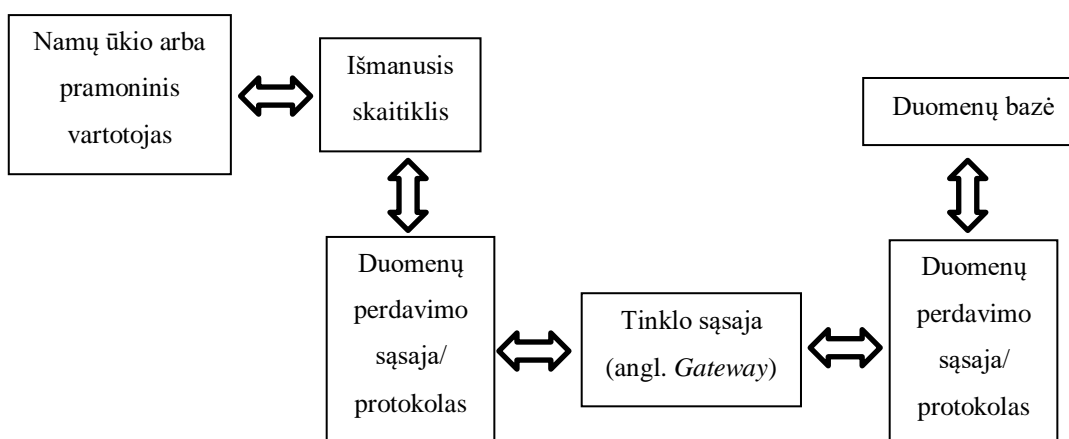 Namų ūkio arba
pramoninis
vartotojas
Išmanusis
skaitiklis
Duomenų
perdavimo
sąsaja/
protokolas
Tinklo sąsaja
(angl. Gateway)
Duomenų
perdavimo
sąsaja/
protokolas
Duomenų bazė